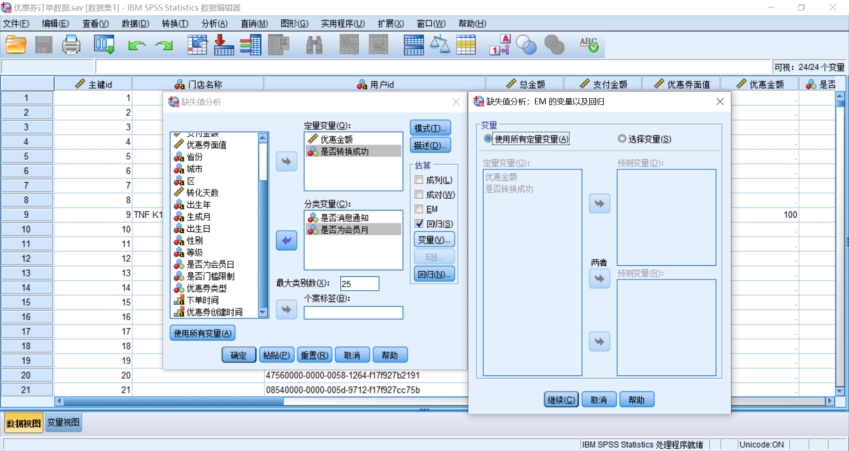 优惠券订单数据.sav [数据集1] - IBM SPSS Statistics 数据编辑器
文件(F) 编辑(E) 查看(V) 数据(D) 转换(T) 分析(A) 直销(M) 图形(G) 实用程序(U) 扩展(X) 窗口(W) 帮助(H)
可视：24/24 个变量
主键id 门店名称 用户id 总金额 支付金额 优惠券面值 优惠金额 是否
1 1
2 2
3 3
4 4
5 5
6 6
7 7
8 8
9 9 TNF K1 100
10 10
11 11
12 12
13 13
14 14
15 15
16 16
17 17
18 18
19 19
20 20 47560000-0000-0058-1264-f17f927b2191
21 21 08540000-0000-005d-9712-f17f927cc75b
缺失值分析
支付金额
优惠券面值
省份
城市
区
转化天数
出生年
生成月
出生日
性别
等级
是否为会员日
是否门槛限制
优惠券类型
下单时间
优惠券创建时间
使用所有变量(A)
定量变量(Q):
优惠金额
是否转换成功
分类变量(C):
是否消息通知
是否为会员月
最大类别数(X): 25
个案标签(B):
模式(T)...
描述(D)...
估算
成列(L)
成对(W)
EM
回归(S)
变量(V)...
EM...
回归(N)...
确定 粘贴(P) 重置(R) 取消 帮助
缺失值分析：EM 的变量以及回归
变量
使用所有定量变量(A) 选择变量(S)
定量变量(Q):
优惠金额
是否转换成功
预测变量(D):
两者
预测变量(R):
继续(C) 取消 帮助
数据视图 变量视图
IBM SPSS Statistics 处理程序就绪 Unicode:ON